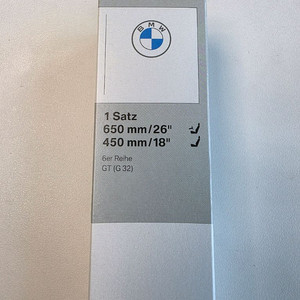 BMW
1 Satz
650 mm/26"
450 mm/18"
6er Reihe
GT (G 32)